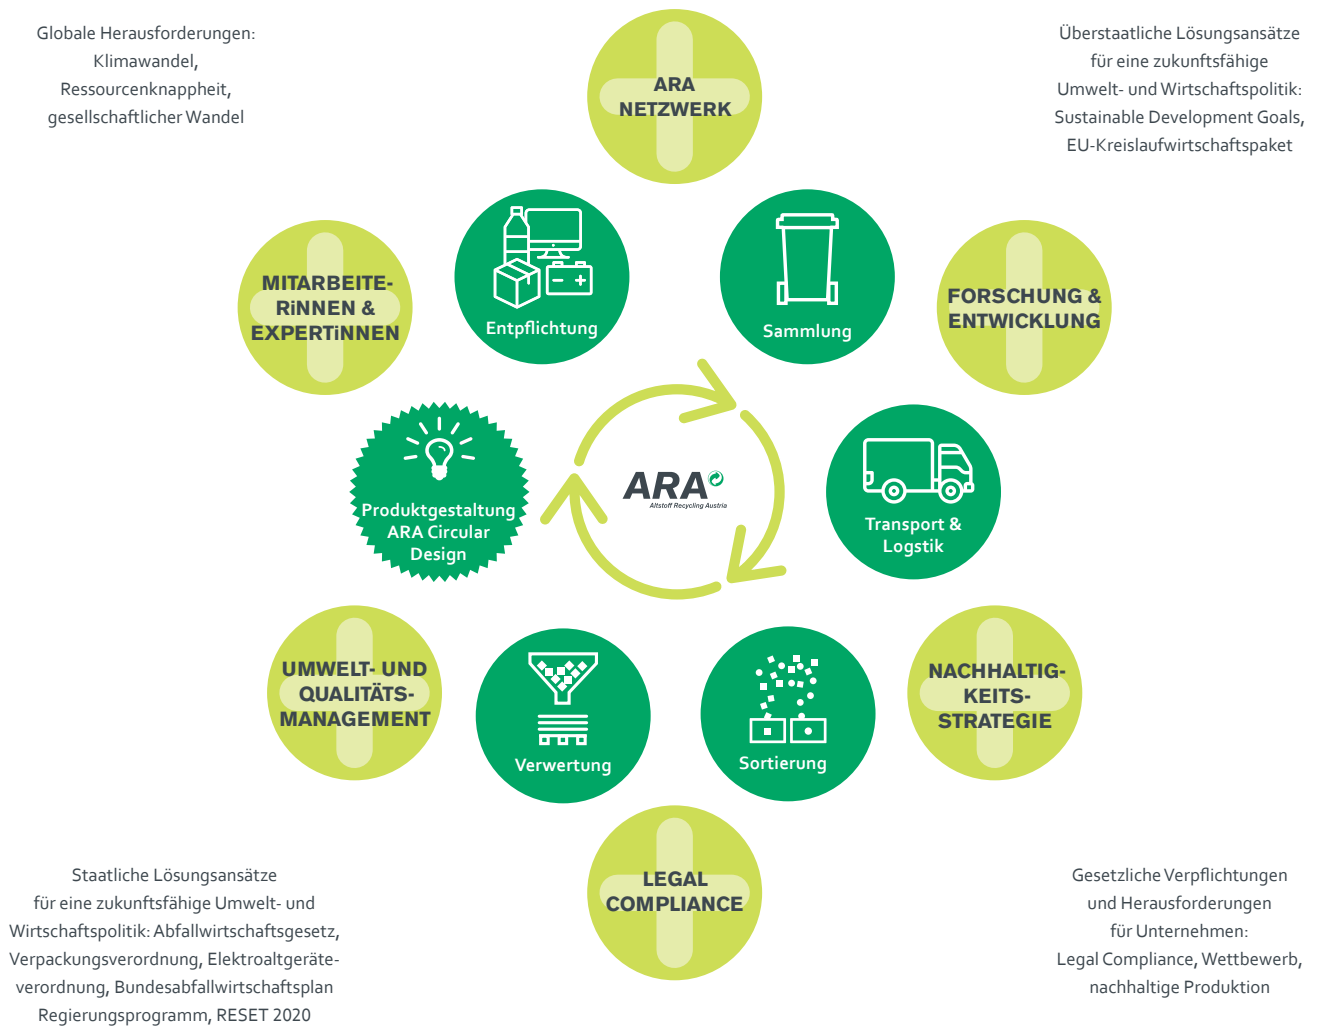 Globale Herausforderungen:
Klimawandel,
Ressourcenknappheit,
gesellschaftlicher Wandel
Überstaatliche Lösungsansätze
für eine zukunftsfähige
Umwelt- und Wirtschaftspolitik:
Sustainable Development Goals,
EU-Kreislaufwirtschaftspaket
ARA
NETZWERK
MITARBEITE-
RiNNEN &
EXPERTiNNEN
Entpflichtung
Sammlung
FORSCHUNG &
ENTWICKLUNG
Produktgestaltung
ARA Circular
Design
ARA
Altstoff Recycling Austria
Transport &
Logstik
UMWELT- UND
QUALITÄTS-
MANAGEMENT
Verwertung
Sortierung
NACHHALTIG-
KEITS-
STRATEGIE
LEGAL
COMPLIANCE
Staatliche Lösungsansätze
für eine zukunftsfähige Umwelt- und
Wirtschaftspolitik: Abfallwirtschaftsgesetz,
Verpackungsverordnung, Elektroaltgeräte-
verordnung, Bundesabfallwirtschaftsplan
Regierungsprogramm, RESET 2020
Gesetzliche Verpflichtungen
und Herausforderungen
für Unternehmen:
Legal Compliance, Wettbewerb,
nachhaltige Produktion